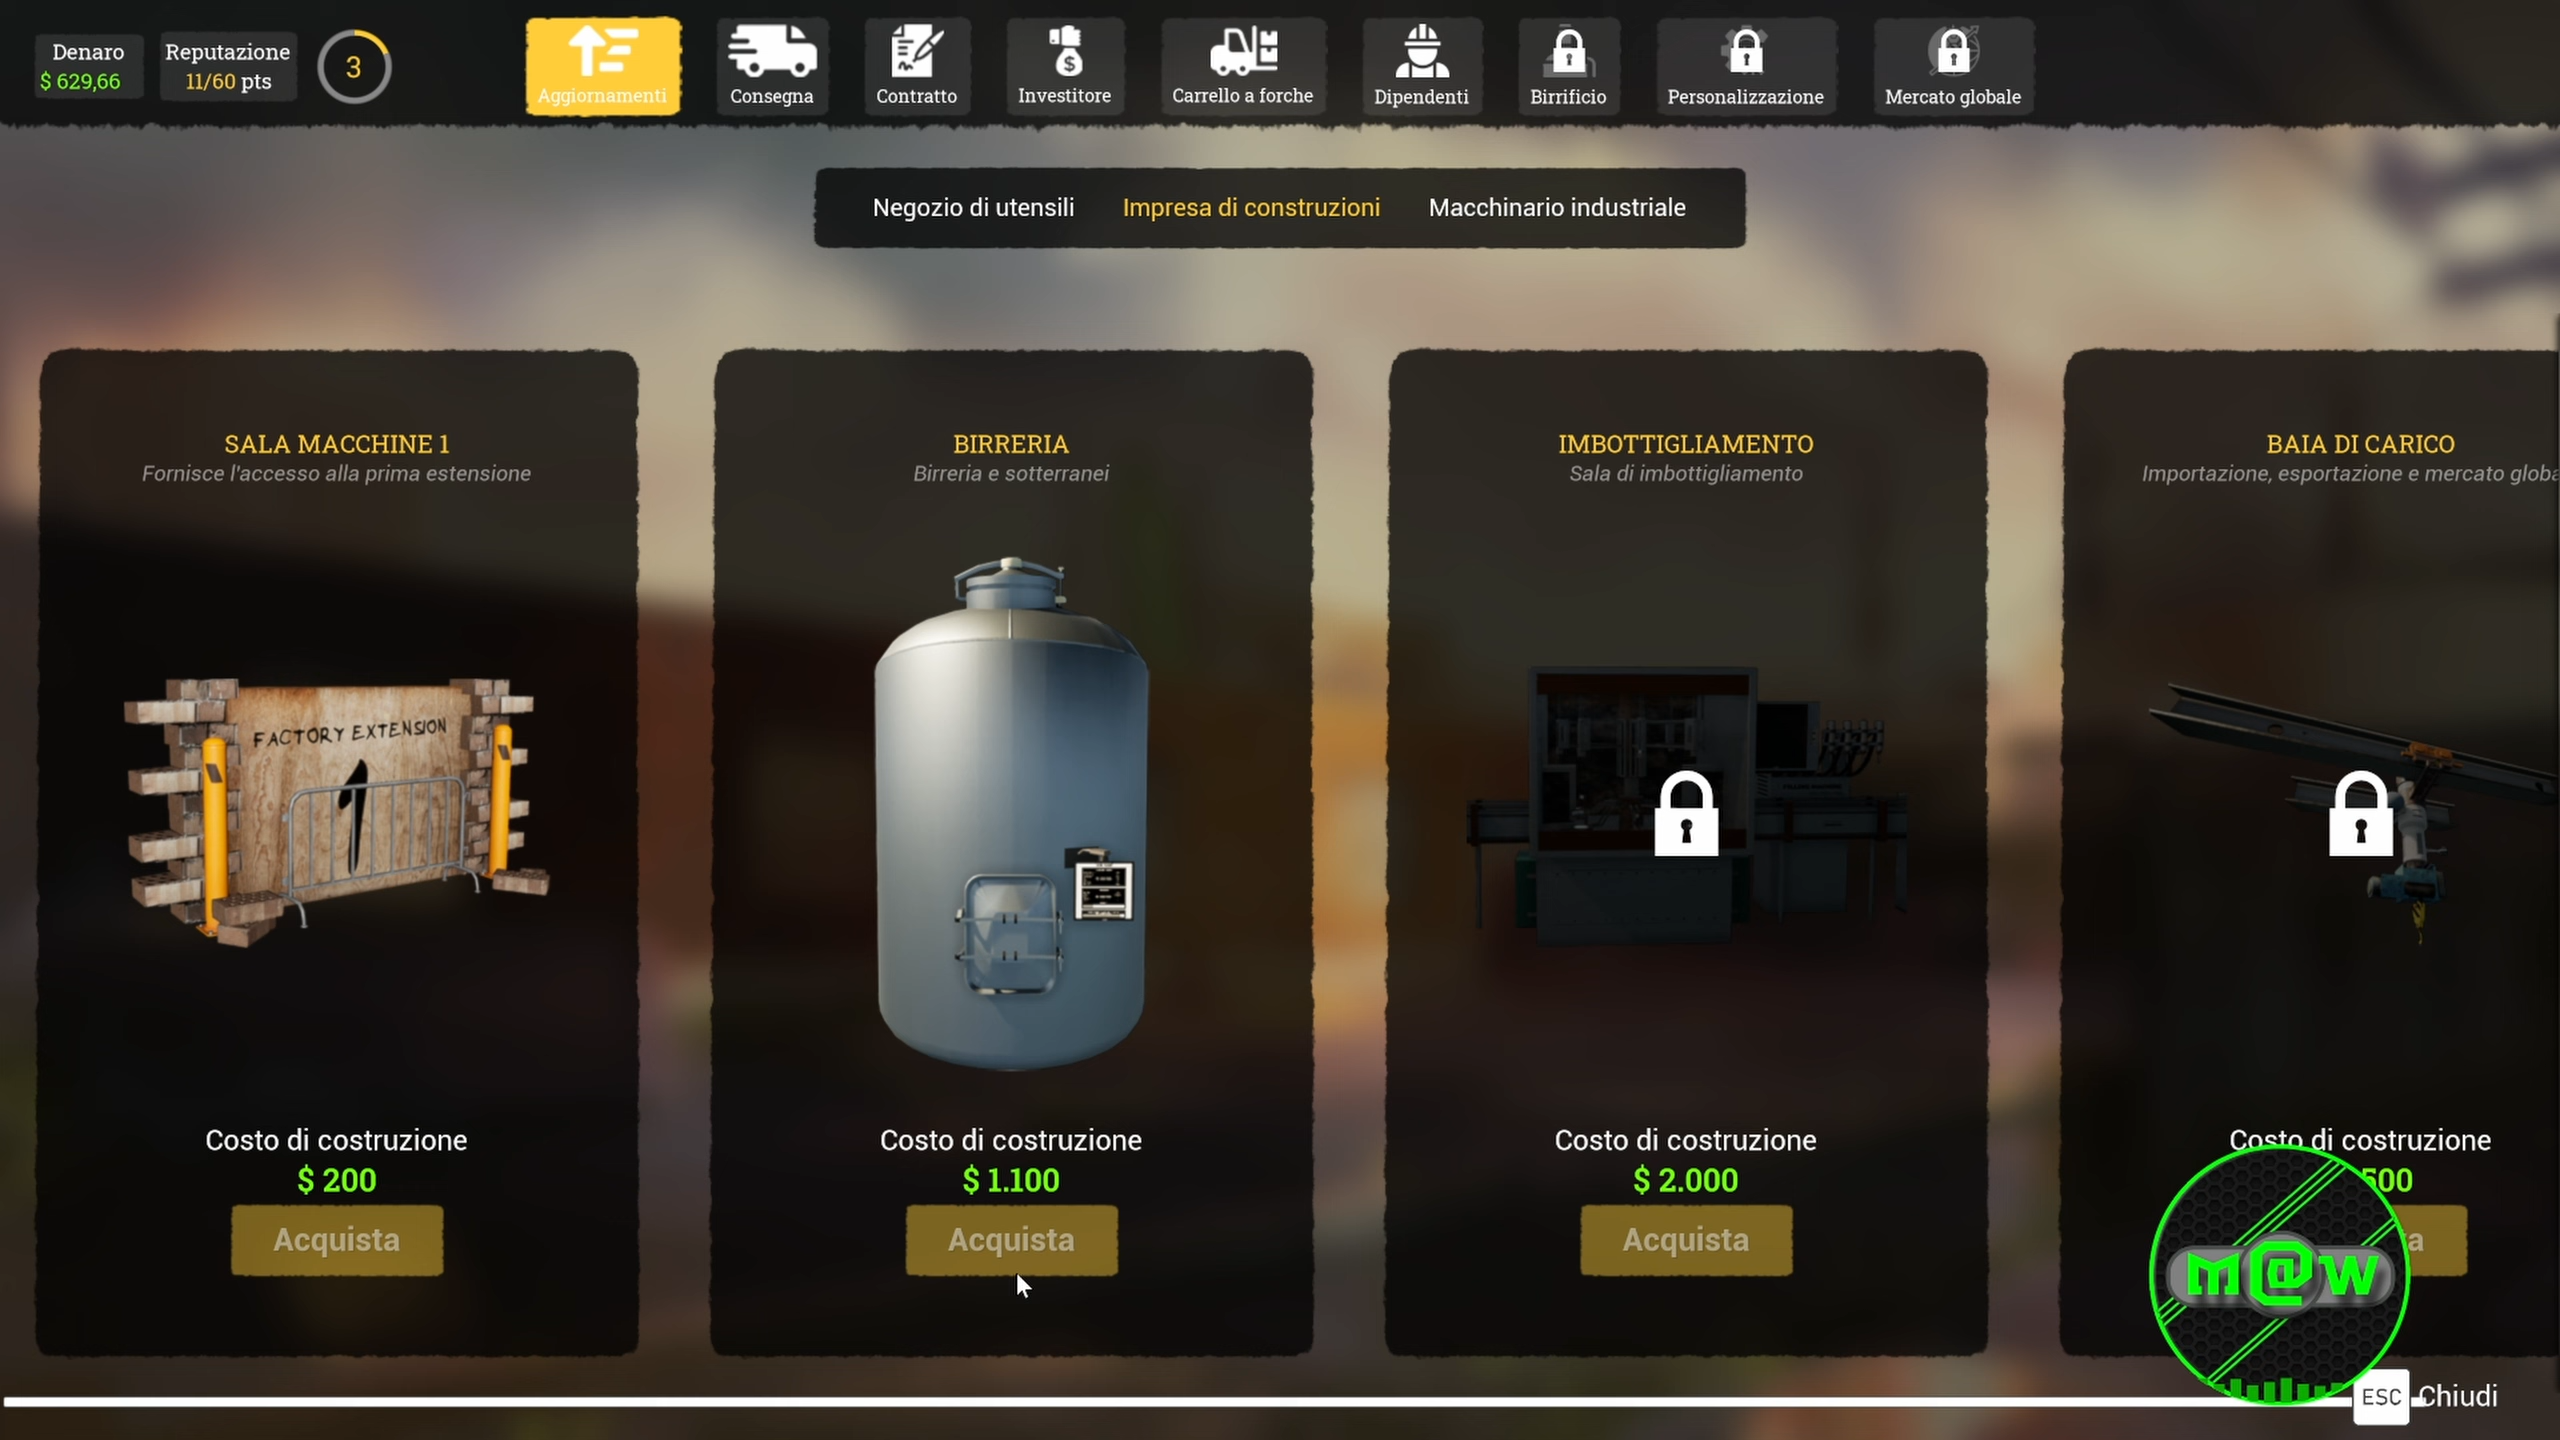 Denaro
$ 629,66
Reputazione
11/60 pts
3
Aggiornamenti
Consegna
Contratto
Investitore
Carrello a forche
Dipendenti
Birrificio
Personalizzazione
Mercato globale
Negozio di utensili
Impresa di costruzioni
Macchinario industriale
SALA MACCHINE 1
Fornisce l'accesso alla prima estensione
FACTORY EXTENSION
1
Costo di costruzione
$ 200
Acquista
BIRRERIA
Birreria e sotterranei
Costo di costruzione
$ 1.100
Acquista
IMBOTTIGLIAMENTO
Sala di imbottigliamento
Costo di costruzione
$ 2.000
Acquista
BAIA DI CARICO
Importazione, esportazione e mercato globa
Costo di costruzione
500
m@w
ESC Chiudi